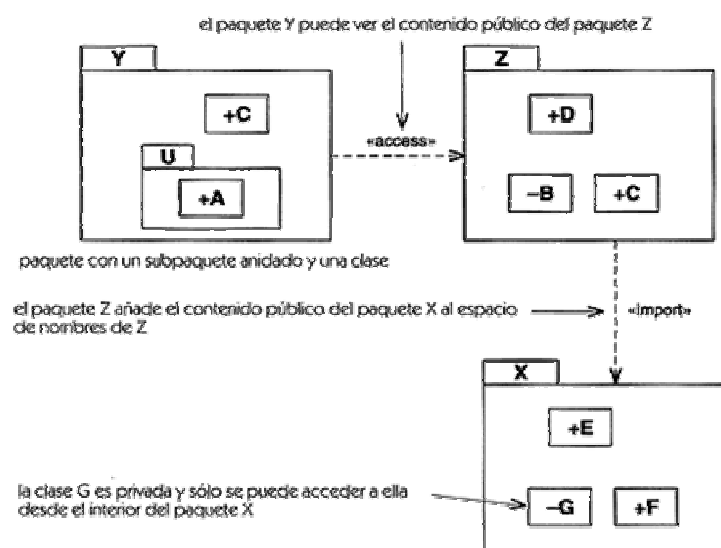 el paquete Y puede ver el contenido público del paquete Z
Y
Z
+C
+D
«access»
U
+A
–B
+C
paquete con un subpaquete anidado y una clase
el paquete Z añade el contenido público del paquete X al espacio
de nombres de Z
«import»
X
+E
la clase G es privada y sólo se puede acceder a ella
desde el interior del paquete X
–G
+F